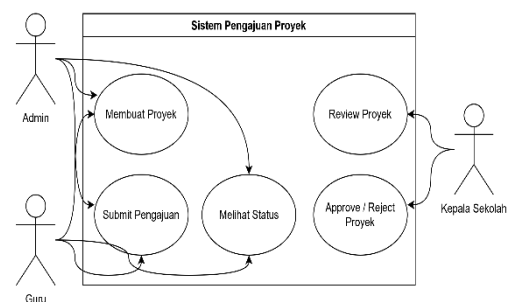 Sistem Pengajuan Proyek
Admin
Membuat Proyek
Review Proyek
Submit Pengajuan
Melihat Status
Approve / Reject
Proyek
Kepala Sekolah
Guru